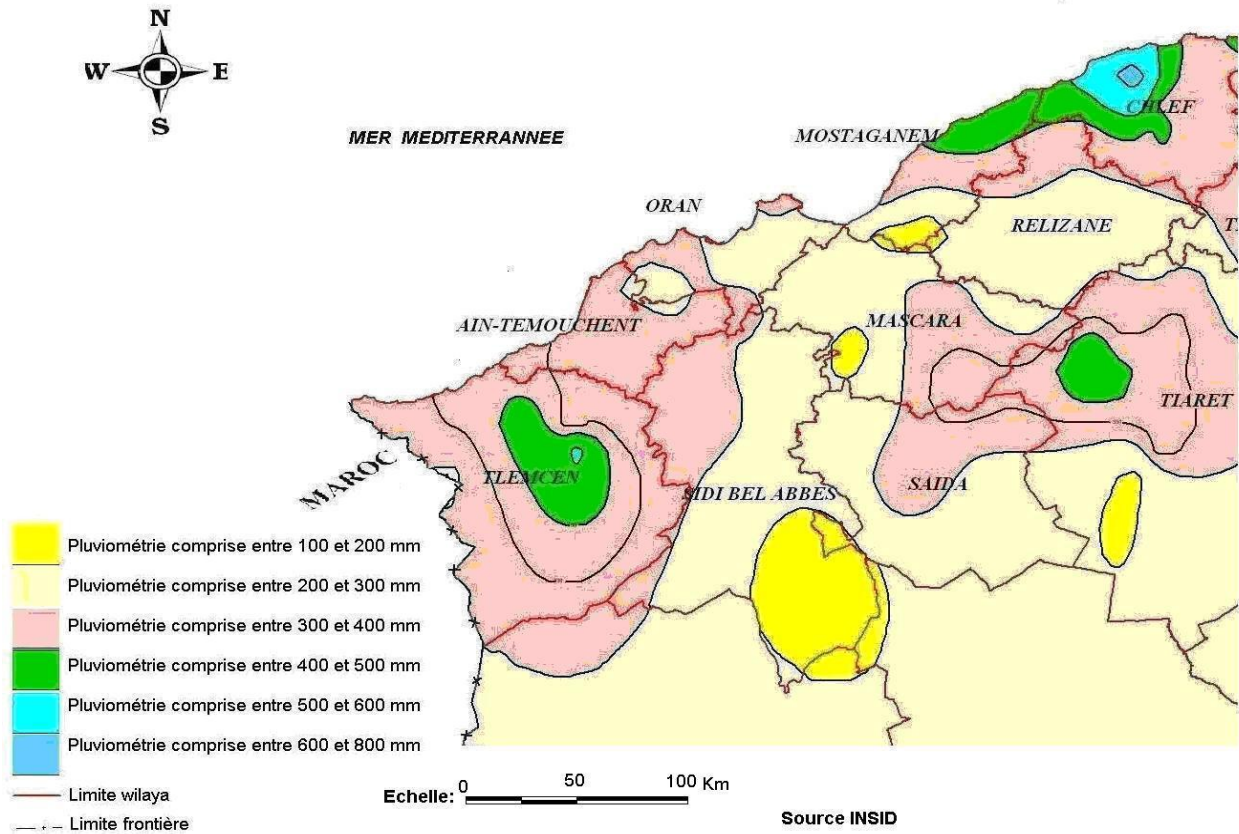 N
W E
S
MER MEDITERRANNEE
CHLEF
MOSTAGANEM
ORAN
RELIZANE
AIN-TEMOUCHENT
MASCARA
TIARET
MAROC
TLEMCEN
SIDI BEL ABBES
SAIDA
Pluviométrie comprise entre 100 et 200 mm
Pluviométrie comprise entre 200 et 300 mm
Pluviométrie comprise entre 300 et 400 mm
Pluviométrie comprise entre 400 et 500 mm
Pluviométrie comprise entre 500 et 600 mm
Pluviométrie comprise entre 600 et 800 mm
Limite wilaya
Limite frontière
Echelle: 0 50 100 Km
Source INSID